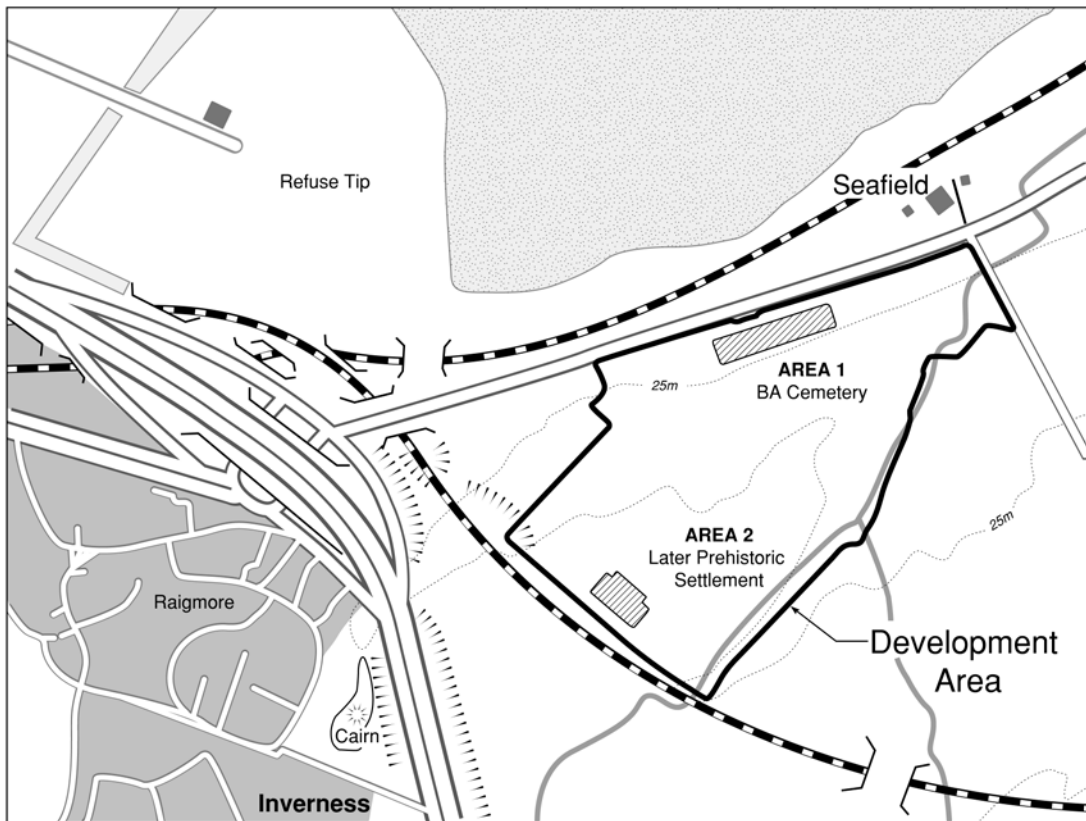 Refuse Tip
Seafield
25m
AREA 1
BA Cemetery
25m
AREA 2
Later Prehistoric
Settlement
Raigmore
Development
Area
Cairn
Inverness